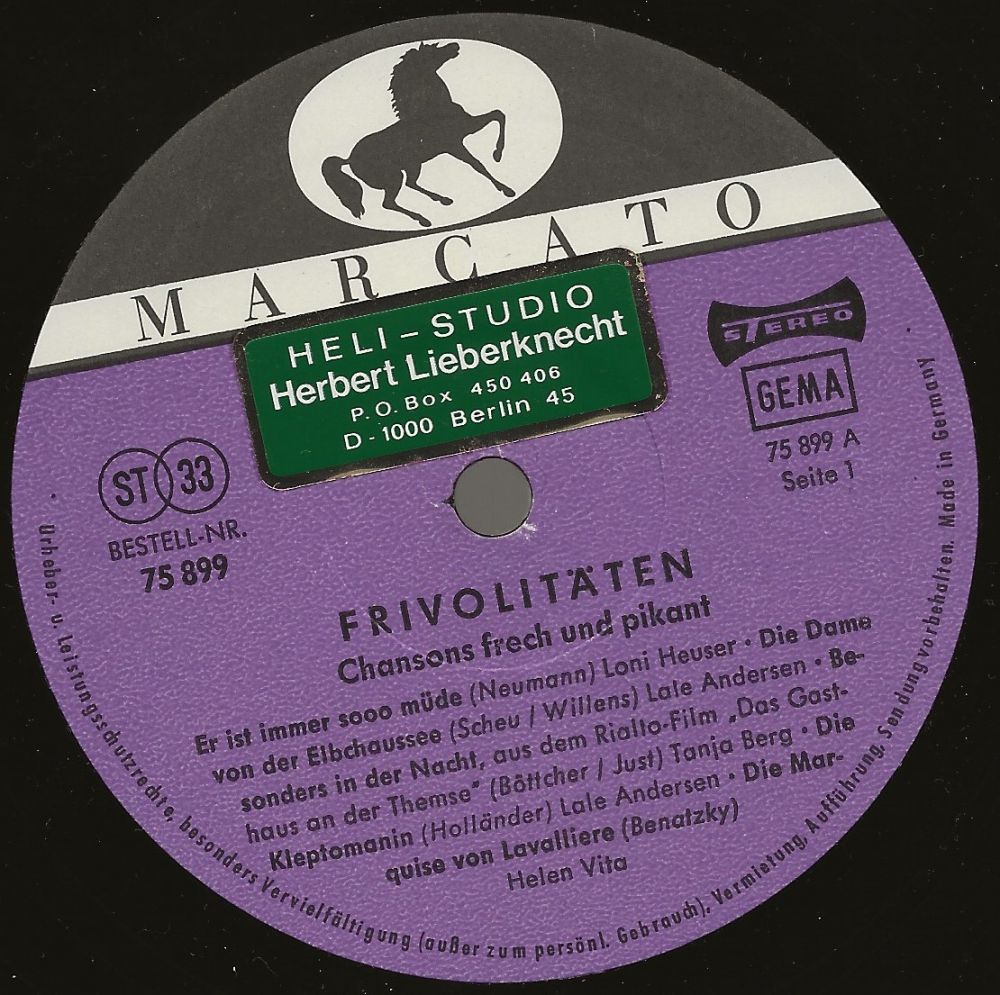 MARCATO
HELI – STUDIO
Herbert Lieberknecht
P.O. Box 450 406
D-1000 Berlin 45
STEREO
GEMA
75 899 A
Seite 1
ST 33
BESTELL-NR.
75 899
FRIVOLITÄTEN
Chansons frech und pikant
Er ist immer sooo müde (Neumann) Loni Heuser · Die Dame
von der Elbchaussee (Scheu / Willens) Lale Andersen · Be-
sonders in der Nacht, aus dem Riallo-Film „Das Gast-
haus an der Themse" (Böttcher / Just) Tanja Berg · Die
Kleptomanin (Holländer) Lale Andersen · Die Mar-
quise von Lavalliere (Benatzky)
Helen Vita
· Urheber- u. Leistungsschutzrechte, besonders Vervielfältigung (außer zum persönl. Gebrauch), Vermietung, Aufführung, Sendung vorbehalten. Made in Germany